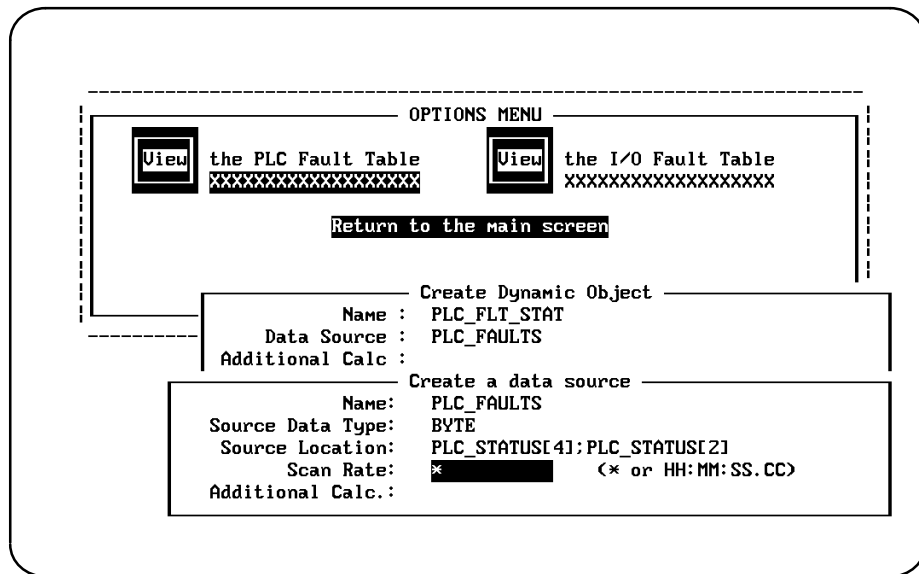 OPTIONS MENU
View the PLC Fault Table View the I/O Fault Table
XXXXXXXXXXXXXXXXXXX XXXXXXXXXXXXXXXXXXX
Return to the main screen
Create Dynamic Object
Name : PLC_FLT_STAT
Data Source : PLC_FAULTS
Additional Calc :
Create a data source
Name: PLC_FAULTS
Source Data Type: BYTE
Source Location: PLC_STATUS[4];PLC_STATUS[2]
Scan Rate: * (* or HH:MM:SS.CC)
Additional Calc.: